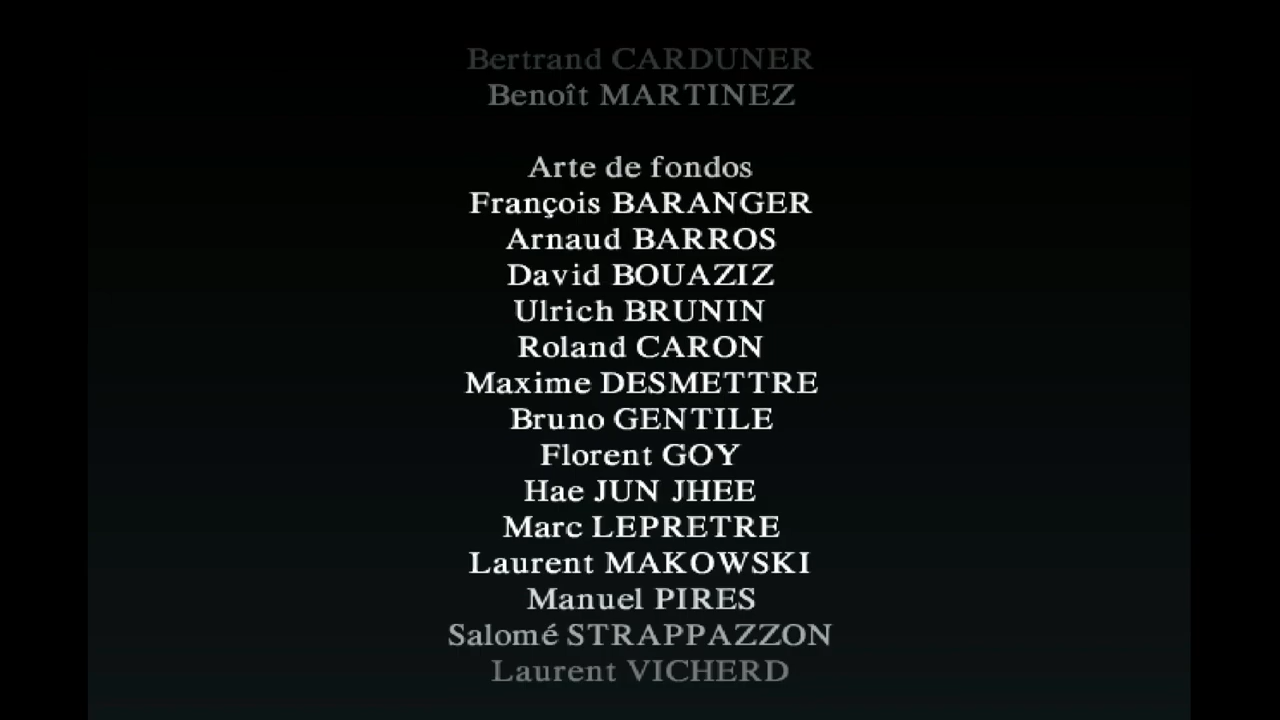 Bertrand CARDUNER
Benoît MARTINEZ
Arte de fondos
François BARANGER
Arnaud BARROS
David BOUAZIZ
Ulrich BRUNIN
Roland CARON
Maxime DESMETTRE
Bruno GENTILE
Florent GOY
Hae JUN JHEE
Marc LEPRETRE
Laurent MAKOWSKI
Manuel PIRES
Salomé STRAPPAZZON
Laurent VICHERD